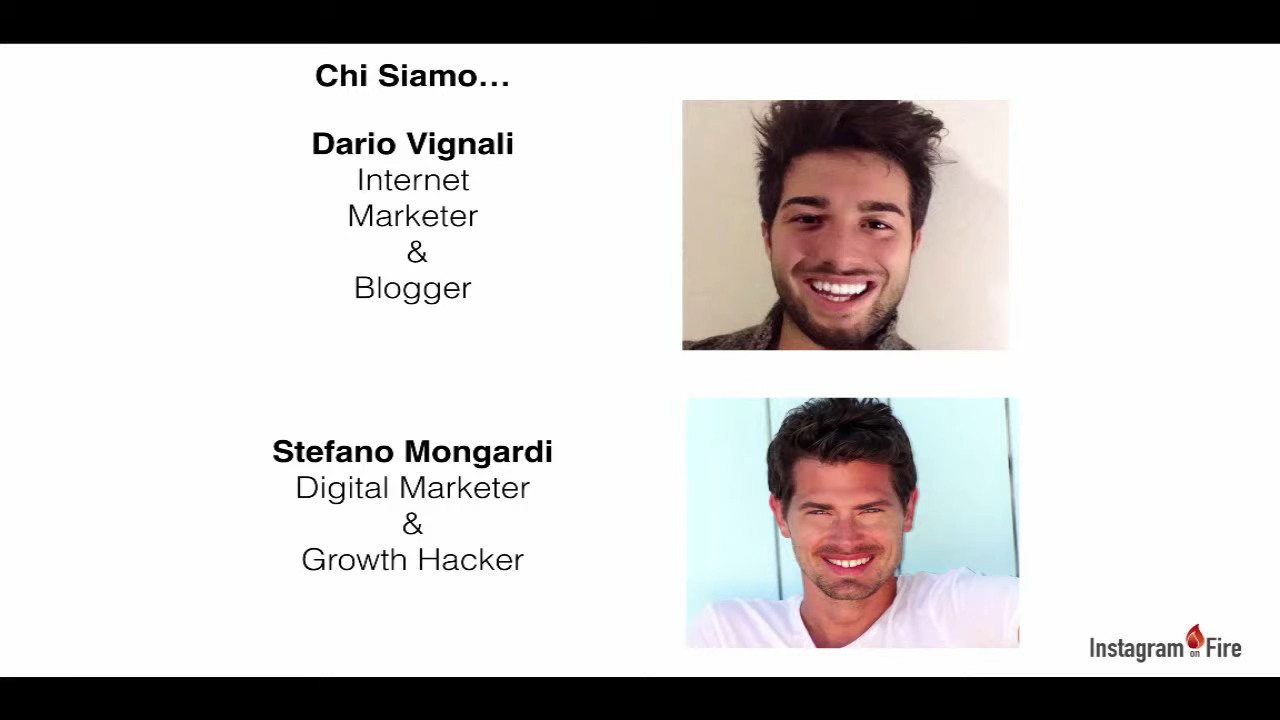 Chi Siamo...
Dario Vignali
Internet
Marketer
&
Blogger
Stefano Mongardi
Digital Marketer
&
Growth Hacker
Instagram on Fire